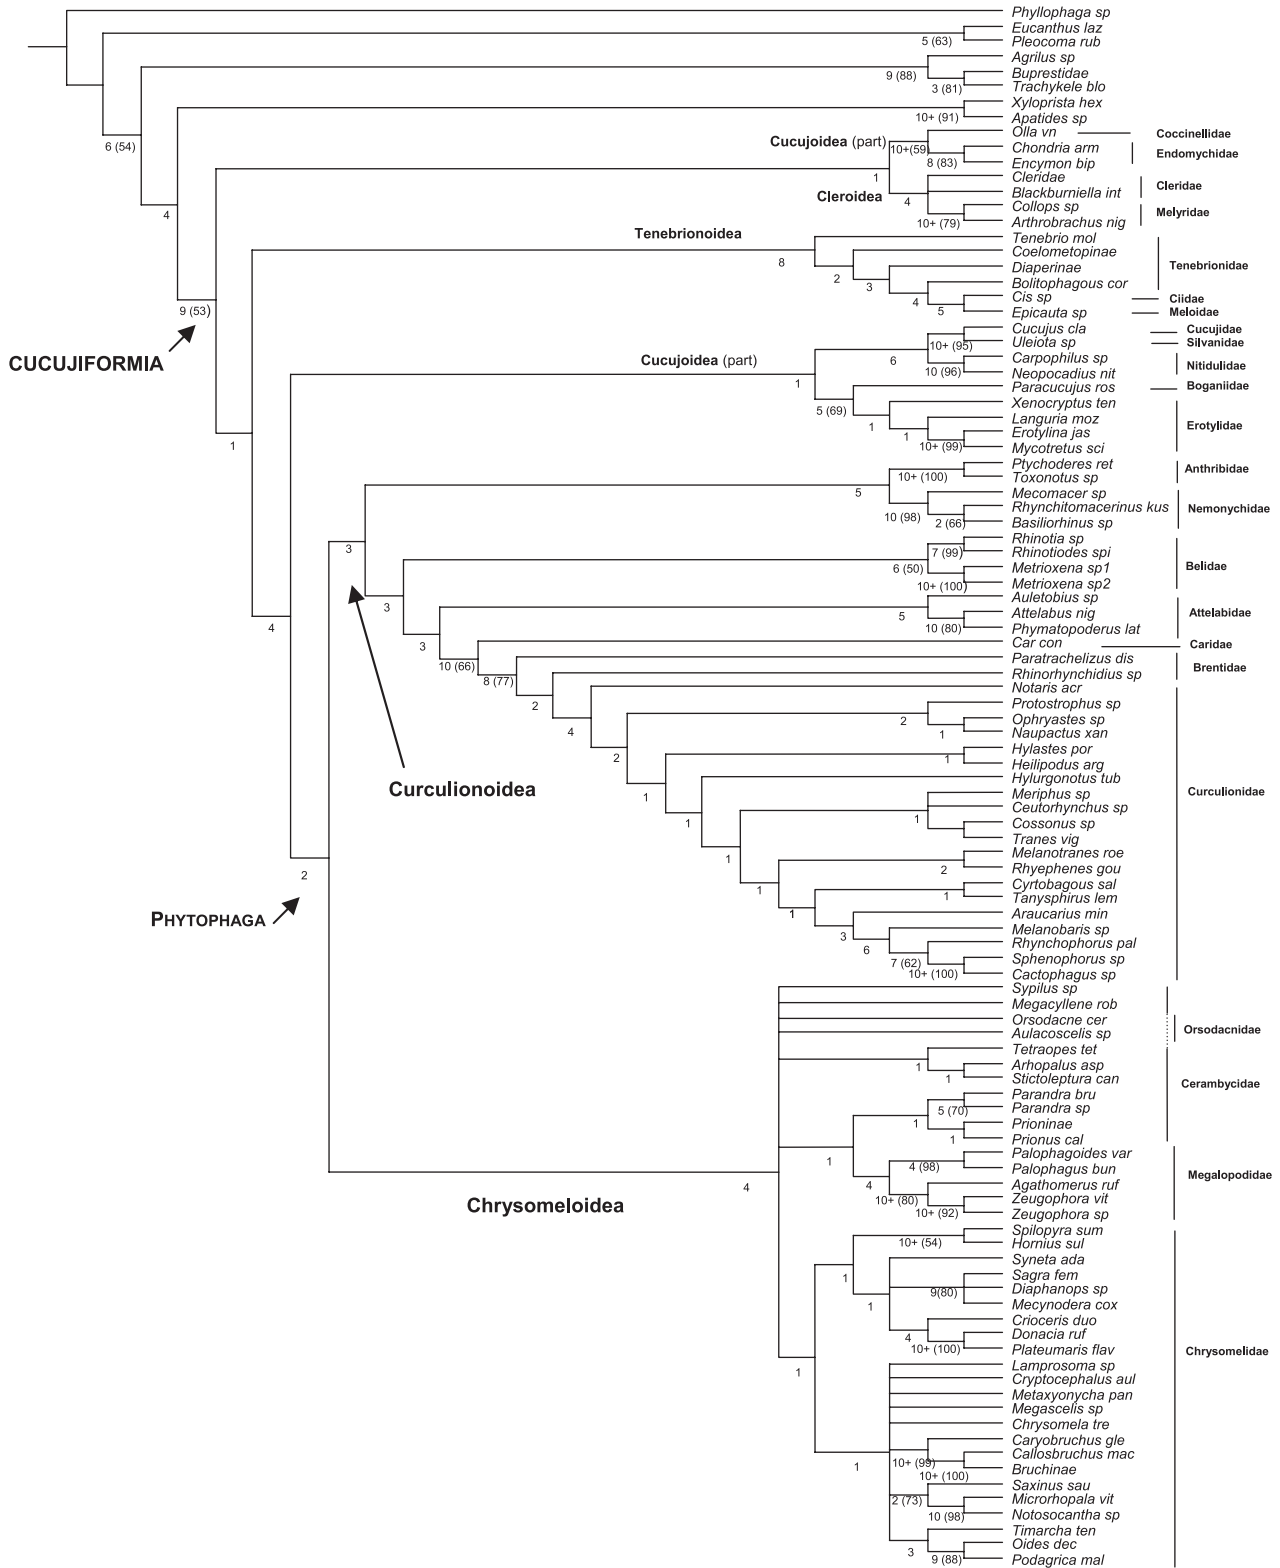 Phyllophaga sp
Eucanthus laz
5 (63)
Pleocoma rub
Agrilus sp
9 (88)
Buprestidae
3 (81)
Trachykele blo
Xyloprista hex
10+ (91)
Apatides sp
6 (54)
Olla vn
Coccinellidae
Cucujoidea (part)
10+(59)
Chondria arm
Endomychidae
8 (83)
Encymon bip
1
Cleridae
Cleridae
Cleroidea
4
Blackburniella int
Collops sp
Melyridae
4
10+ (79)
Arthrobrachus nig
Tenebrionoidea
Tenebrio mol
8
Coelometopinae
2
Diaperinae
Tenebrionidae
3
Bolitophagous cor
4
Cis sp
Ciidae
9 (53)
5
Epicauta sp
Meloidae
CUCUJIFORMIA
Cucujus cla
Cucujidae
10+ (95)
Uleiota sp
Silvanidae
Cucujoidea (part)
6
Carpophilus sp
Nitidulidae
10 (96)
Neopocadius nit
1
Paracucujus ros
Boganiidae
5 (69)
Xenocryptus ten
1
Languria moz
Erotylidae
1
Erotylina jas
1
10+ (99)
Mycotretus sci
Ptychoderes ret
Anthribidae
10+ (100)
Toxonotus sp
5
Mecomacer sp
Rhynchitomacerinus kus
Nemonychidae
10 (98)
2 (66)
Basiliorhinus sp
3
Rhinotia sp
7 (99)
Rhinotiodes spi
Belidae
6 (50)
Metrioxena sp1
10+ (100)
Metrioxena sp2
3
Auletobius sp
5
Attelabus nig
Attelabidae
4
10 (80)
Phymatopoderus lat
3
Car con
Caridae
10 (66)
Paratrachelizus dis
Brentidae
8 (77)
Rhinorhynchidius sp
2
Notaris acr
4
Protostrophus sp
2
Ophryastes sp
1
Naupactus xan
2
Hylastes por
1
Heilipodus arg
Curculionoidea
Hylurgonotus tub
1
Meriphus sp
Curculionidae
1
Ceutorhynchus sp
1
Cossonus sp
Tranes vig
1
Melanotranes roe
2
Rhyephenes gou
2
1
Cyrtobagous sal
1
Tanysphirus lem
1
Araucarius min
PHYTOPHAGA
3
Melanobaris sp
6
Rhynchophorus pal
7 (62)
Sphenophorus sp
10+ (100)
Cactophagus sp
Sypilus sp
Megacyllene rob
Orsodacne cer
Orsodacnidae
Aulacoscelis sp
Tetraopes tet
1
Arhopalus asp
1
Stictoleptura can
Cerambycidae
Parandra bru
5 (70)
Parandra sp
1
Prioninae
1
Prionus cal
1
Palophagoides var
4 (98)
Palophagus bun
Megalopodidae
4
4
Agathomerus ruf
10+ (80)
Zeugophora vit
Chrysomeloidea
10+ (92)
Zeugophora sp
Spilopyra sum
10+ (54)
Hornius sul
1
Syneta ada
Sagra fem
9(80)
Diaphanops sp
1
Mecynodera cox
Crioceris duo
4
Donacia ruf
10+ (100)
Plateumaris flav
Chrysomelidae
1
Lamprosoma sp
Cryptocephalus aul
Metaxyonycha pan
Megascelis sp
Chrysomela tre
Caryobruchus gle
10+ (99)
Callosbruchus mac
1
10+ (100)
Bruchinae
Saxinus sau
2 (73)
Microrhopala vit
10 (98)
Notosocantha sp
Timarcha ten
3
Oides dec
9 (88)
Podagrica mal